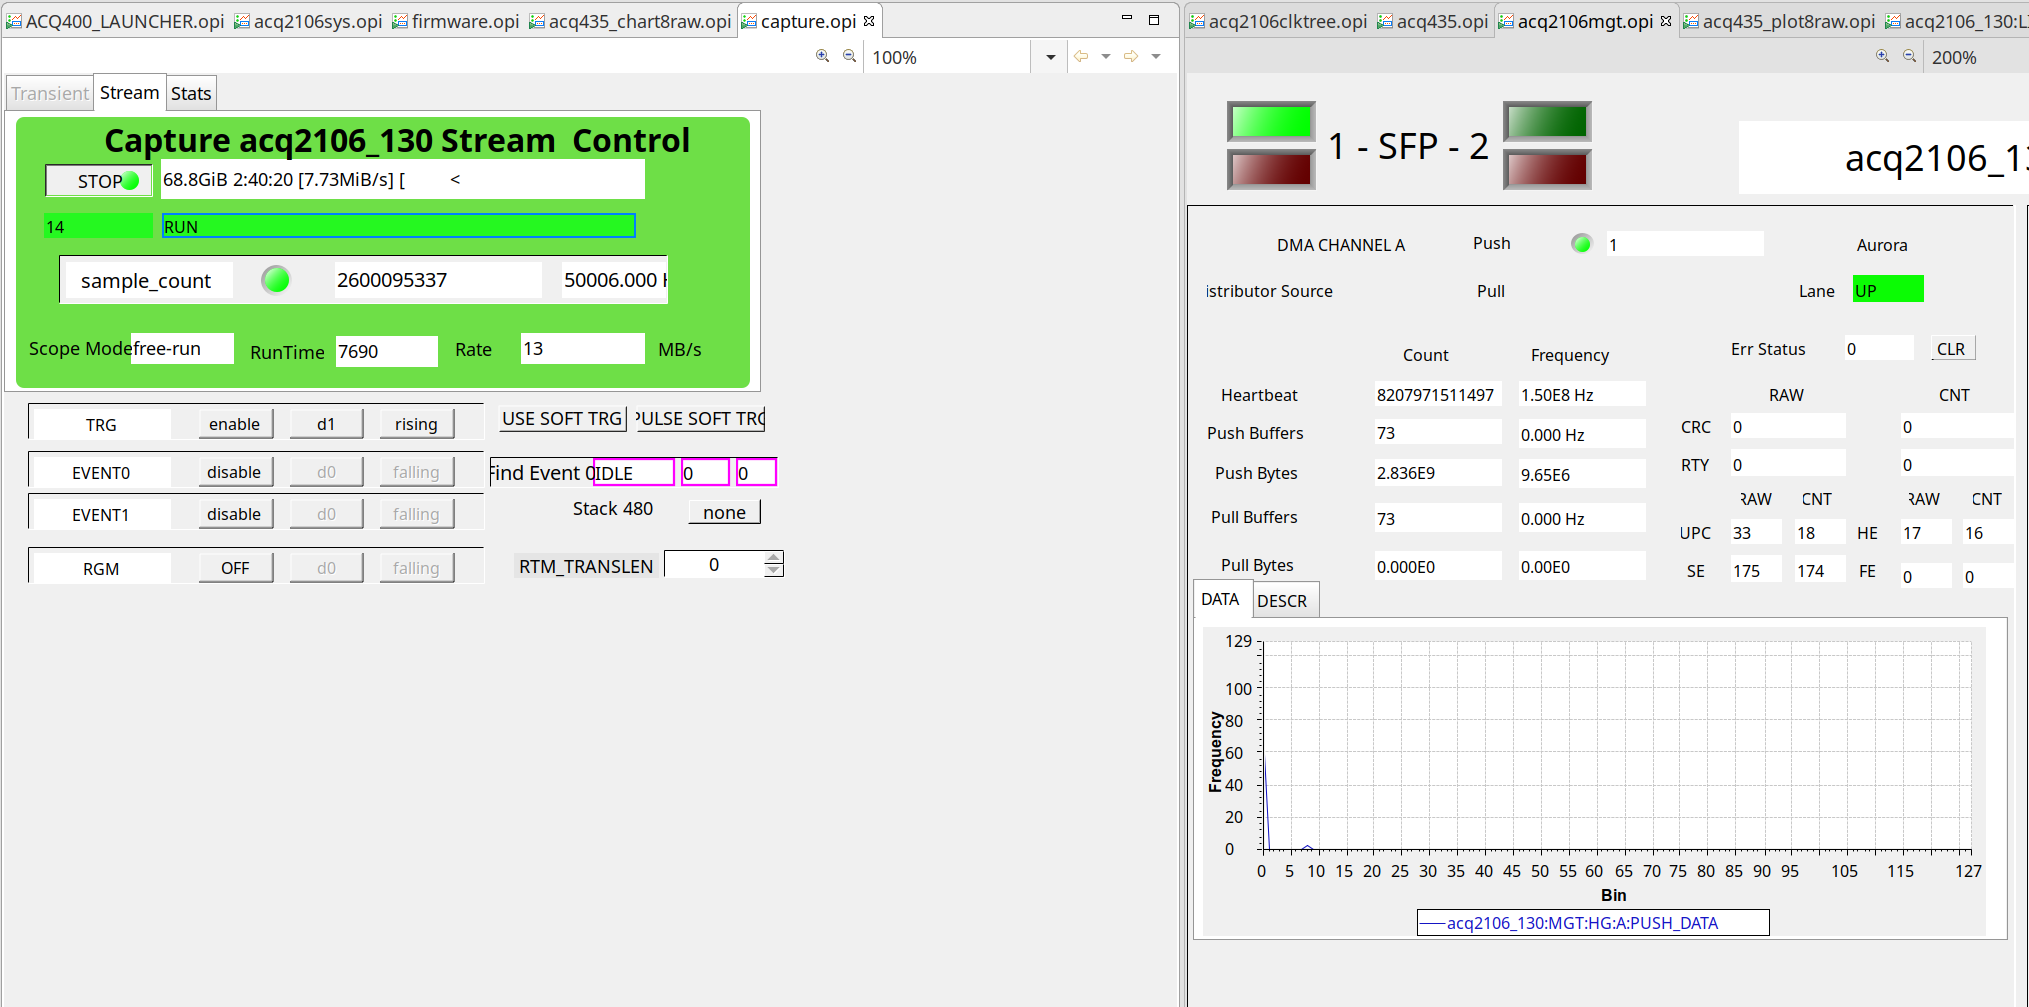 ACQ400_LAUNCHER.opi acq2106sys.opi firmware.opi acq435_chart8raw.opi capture.opi
100%
Transient Stream Stats
Capture acq2106_130 Stream Control
STOP 68.8GiB 2:40:20 [7.73MiB/s] [ <
14 RUN
sample_count 2600095337 50006.000
Scope Mode free-run RunTime 7690 Rate 13 MB/s
TRG enable d1 rising USE SOFT TRG PULSE SOFT TRG
EVENT0 disable d0 falling Find Event 0 IDLE 0 0
EVENT1 disable d0 falling Stack 480 none
RGM OFF d0 falling RTM_TRANSLEN 0
acq2106clktree.opi acq435.opi acq2106mgt.opi acq435_plot8raw.opi acq2106_130:L
200%
1 - SFP - 2 acq2106_13
DMA CHANNEL A Push 1 Aurora
istributor Source Pull Lane UP
Err Status 0 CLR
Count Frequency
Heartbeat 8207971511497 1.50E8 Hz RAW CNT
Push Buffers 73 0.000 Hz CRC 0 0
Push Bytes 2.836E9 9.65E6 RTY 0 0
RAW CNT RAW CNT
Pull Buffers 73 0.000 Hz UPC 33 18 HE 17 16
Pull Bytes 0.000E0 0.00E0 SE 175 174 FE 0 0
DATA DESCR
129
100
80
60
40
20
0
Frequency
0 5 10 15 20 25 30 35 40 45 50 55 60 65 70 75 80 85 90 95 105 115 127
Bin
acq2106_130:MGT:HG:A:PUSH_DATA